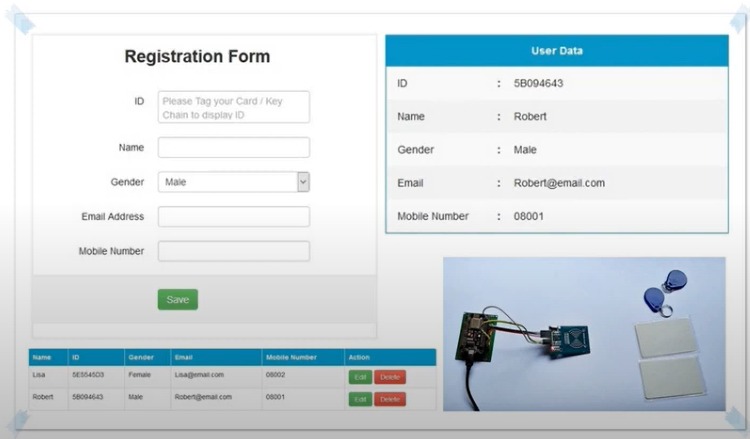 Registration Form
ID
Please Tag your Card / Key
Chain to display ID
Name
Gender
Male
Email Address
Mobile Number
Save
User Data
ID : 5B094643
Name : Robert
Gender : Male
Email : Robert@email.com
Mobile Number : 08001
Name ID Gender Email Mobile Number Action
Lisa 5E5545D3 Female Lisa@email.com 08002 Edit Delete
Robert 5B094643 Male Robert@email.com 08001 Edit Delete